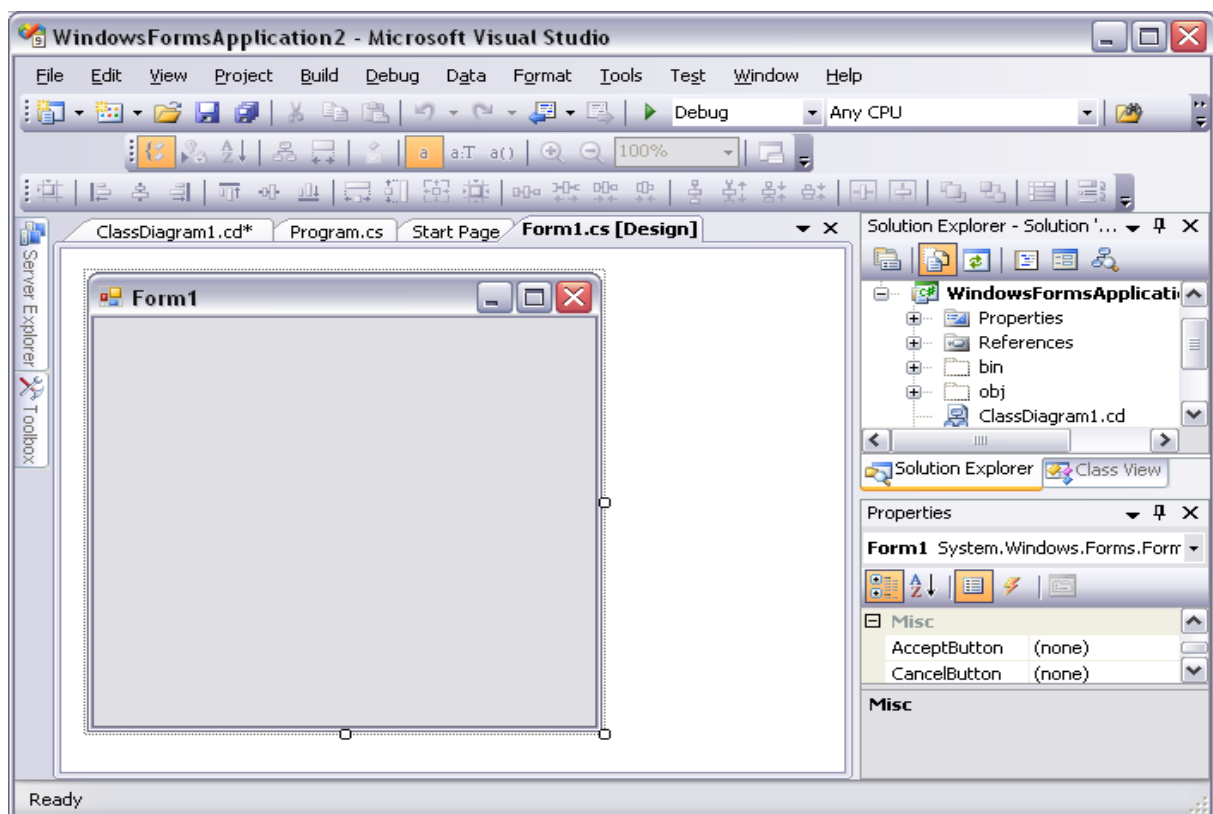 WindowsFormsApplication2 - Microsoft Visual Studio
File Edit View Project Build Debug Data Format Tools Test Window Help
Debug Any CPU
a a:T a() 100%
ClassDiagram1.cd* Program.cs Start Page Form1.cs [Design]
Server Explorer
Toolbox
Form1
Solution Explorer - Solution '...
WindowsFormsApplicati
Properties
References
bin
obj
ClassDiagram1.cd
Solution Explorer Class View
Properties
Form1 System.Windows.Forms.Form
Misc
AcceptButton (none)
CancelButton (none)
Misc
Ready